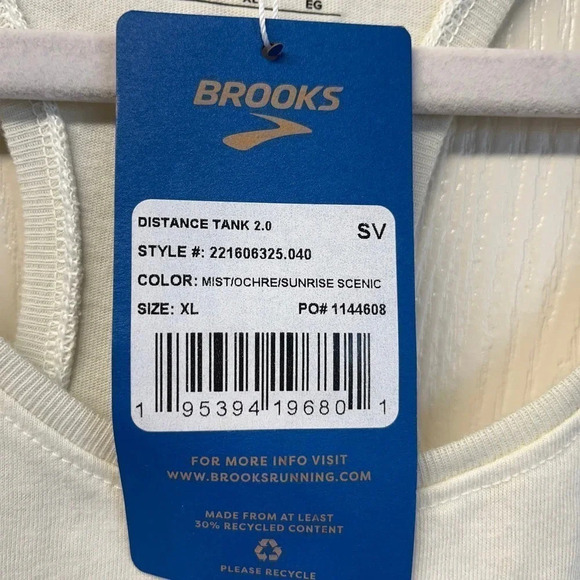 XL EG
BROOKS
DISTANCE TANK 2.0 SV
STYLE #: 221606325.040
COLOR: MIST/OCHRE/SUNRISE SCENIC
SIZE: XL PO# 1144608
1 95394 19680 1
FOR MORE INFO VISIT
WWW.BROOKSRUNNING.COM
MADE FROM AT LEAST
30% RECYCLED CONTENT
PLEASE RECYCLE